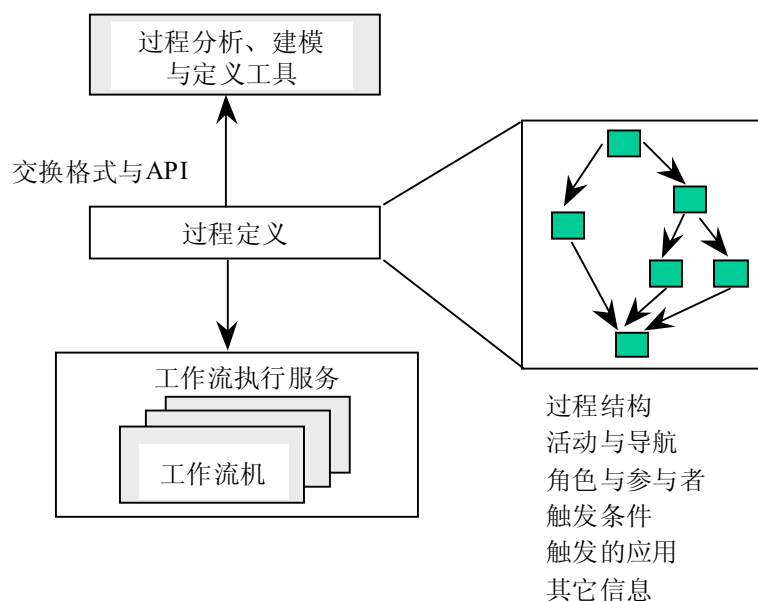 过程分析、建模
与定义工具
交换格式与API
过程定义
工作流执行服务
工作流机
过程结构
活动与导航
角色与参与者
触发条件
触发的应用
其它信息